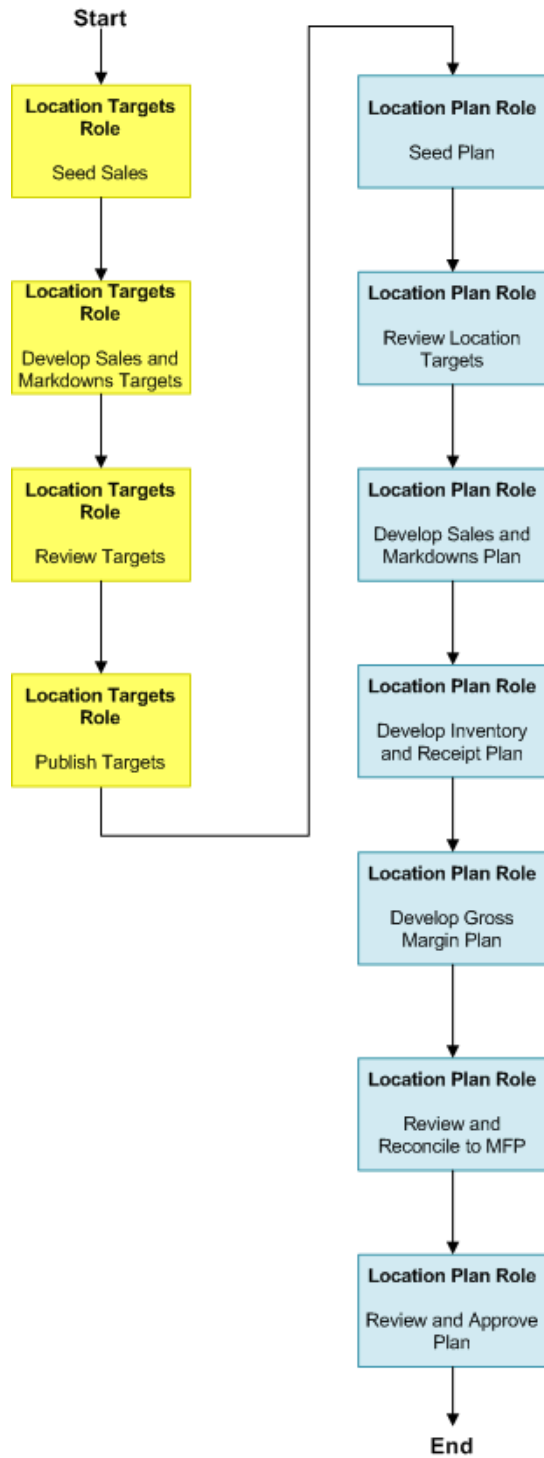 Start
Location Targets
Role
Seed Sales
Location Targets
Role
Develop Sales and
Markdowns Targets
Location Targets
Role
Review Targets
Location Targets
Role
Publish Targets
Location Plan Role
Seed Plan
Location Plan Role
Review Location
Targets
Location Plan Role
Develop Sales and
Markdowns Plan
Location Plan Role
Develop Inventory
and Receipt Plan
Location Plan Role
Develop Gross
Margin Plan
Location Plan Role
Review and
Reconcile to MFP
Location Plan Role
Review and Approve
Plan
End